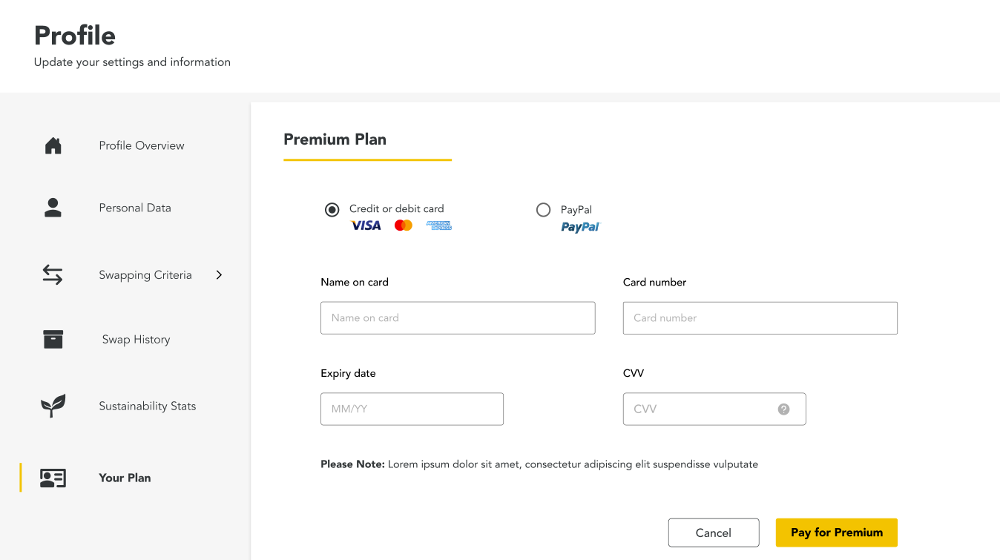 Profile
Update your settings and information
Profile Overview
Personal Data
Swapping Criteria
Swap History
Sustainability Stats
Your Plan
Premium Plan
Credit or debit card
VISA
AMERICAN
EXPRESS
PayPal
PayPal
Name on card
Card number
Name on card
Card number
Expiry date
CVV
MM/YY
CVV
?
Please Note: Lorem ipsum dolor sit amet, consectetur adipiscing elit suspendisse vulputate
Cancel
Pay for Premium